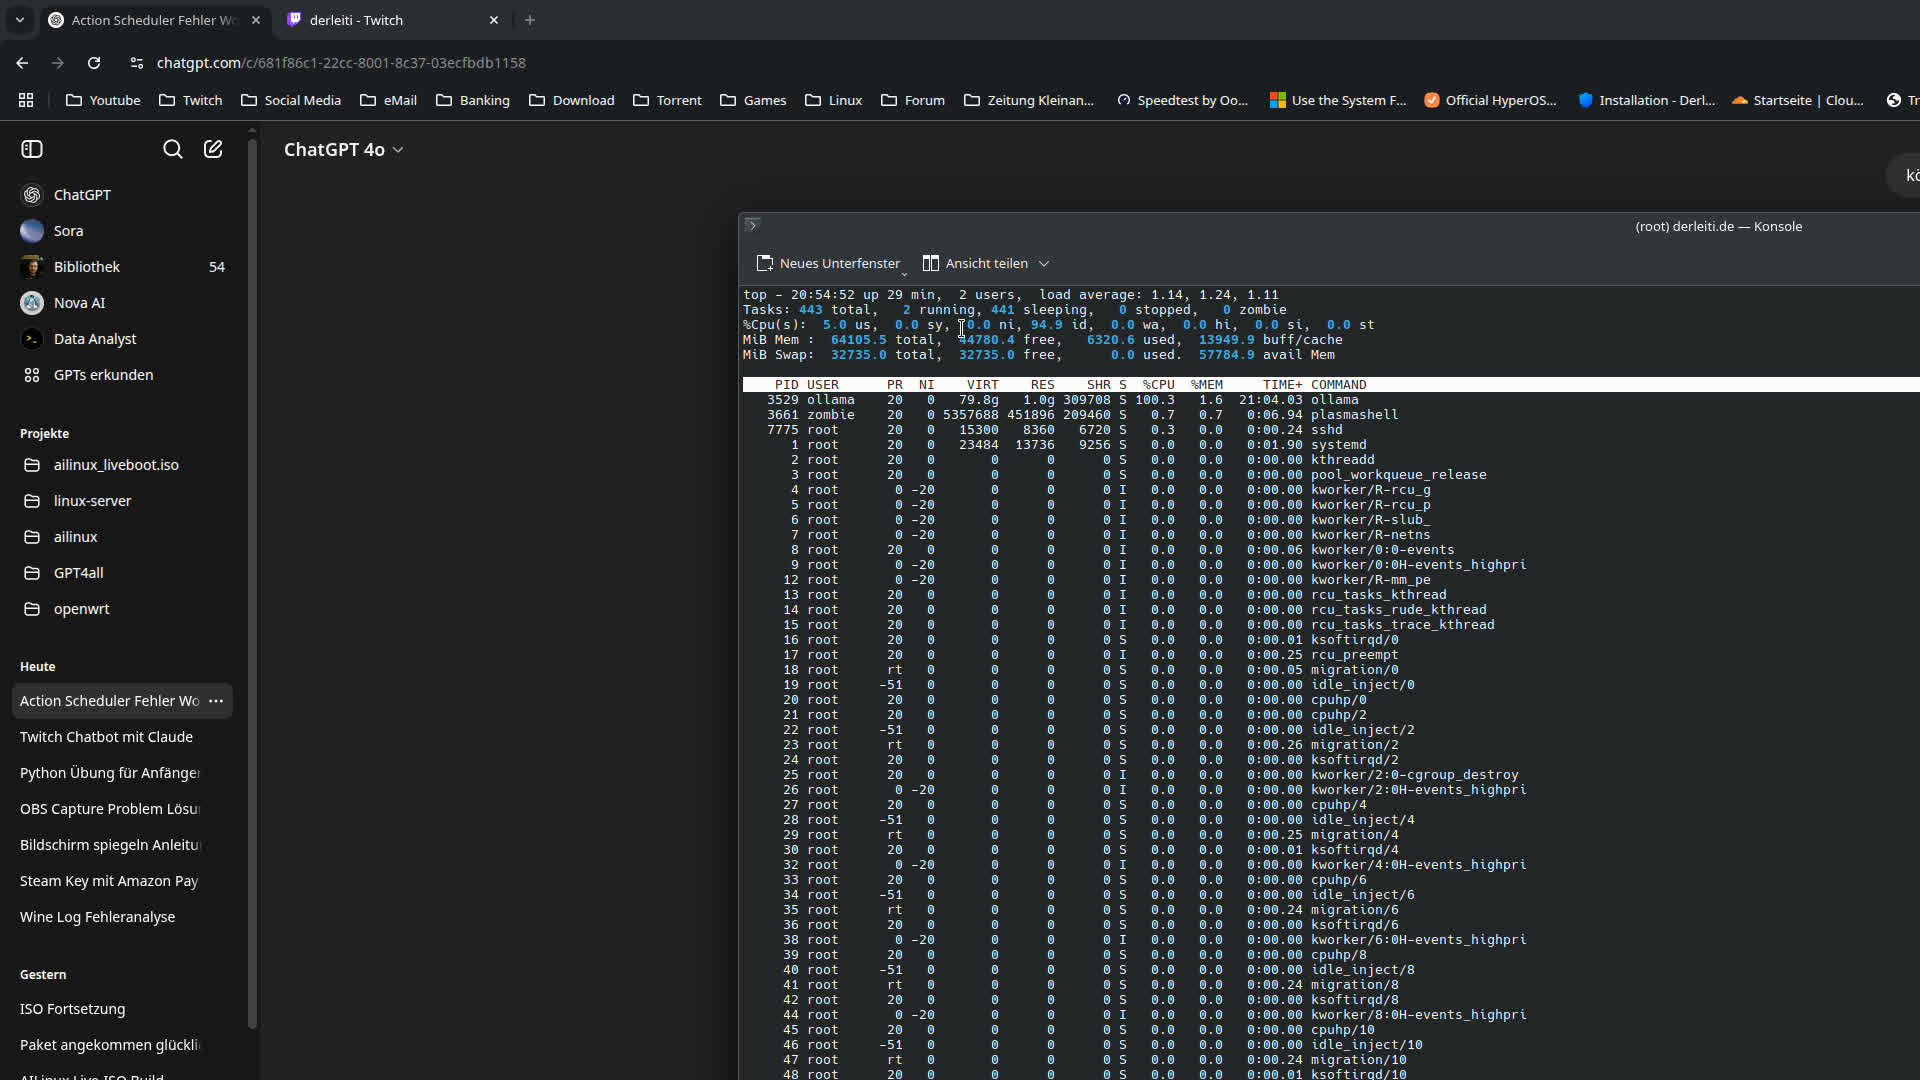 Action Scheduler Fehler Wo
derleiti - Twitch
chatgpt.com/c/681f86c1-22cc-8001-8c37-03ecfbdb1158
Youtube Twitch Social Media eMail Banking Download Torrent Games Linux Forum Zeitung Kleinan... Speedtest by Oo... Use the System F... Official HyperOS... Installation - Derl... Startseite | Clou... Tr
ChatGPT 4o
kö
ChatGPT
Sora
Bibliothek 54
Nova AI
Data Analyst
GPTs erkunden
Projekte
ailinux_liveboot.iso
linux-server
ailinux
GPT4all
openwrt
Heute
Action Scheduler Fehler Wo
Twitch Chatbot mit Claude
Python Übung für Anfänger
OBS Capture Problem Lösu
Bildschirm spiegeln Anleitu
Steam Key mit Amazon Pay
Wine Log Fehleranalyse
Gestern
ISO Fortsetzung
Paket angekommen glückli
AILinux Live ISO Build
(root) derleiti.de — Konsole
Neues Unterfenster Ansicht teilen
top - 20:54:52 up 29 min, 2 users, load average: 1.14, 1.24, 1.11
Tasks: 443 total, 2 running, 441 sleeping, 0 stopped, 0 zombie
%Cpu(s): 5.0 us, 0.0 sy, 0.0 ni, 94.9 id, 0.0 wa, 0.0 hi, 0.0 si, 0.0 st
MiB Mem : 64105.5 total, 44780.4 free, 6320.6 used, 13949.9 buff/cache
MiB Swap: 32735.0 total, 32735.0 free, 0.0 used. 57784.9 avail Mem
PID USER PR NI VIRT RES SHR S %CPU %MEM TIME+ COMMAND
3529 ollama 20 0 79.8g 1.0g 309708 S 100.3 1.6 21:04.03 ollama
3661 zombie 20 0 5357688 451896 209460 S 0.7 0.7 0:06.94 plasmashell
7775 root 20 0 15300 8360 6720 S 0.3 0.0 0:00.24 sshd
1 root 20 0 23484 13736 9256 S 0.0 0.0 0:01.90 systemd
2 root 20 0 0 0 0 S 0.0 0.0 0:00.00 kthreadd
3 root 20 0 0 0 0 S 0.0 0.0 0:00.00 pool_workqueue_release
4 root 0 -20 0 0 0 I 0.0 0.0 0:00.00 kworker/R-rcu_g
5 root 0 -20 0 0 0 I 0.0 0.0 0:00.00 kworker/R-rcu_p
6 root 0 -20 0 0 0 I 0.0 0.0 0:00.00 kworker/R-slub_
7 root 0 -20 0 0 0 I 0.0 0.0 0:00.00 kworker/R-netns
8 root 20 0 0 0 0 I 0.0 0.0 0:00.06 kworker/0:0-events
9 root 0 -20 0 0 0 I 0.0 0.0 0:00.00 kworker/0:0H-events_highpri
12 root 0 -20 0 0 0 I 0.0 0.0 0:00.00 kworker/R-mm_pe
13 root 20 0 0 0 0 I 0.0 0.0 0:00.00 rcu_tasks_kthread
14 root 20 0 0 0 0 I 0.0 0.0 0:00.00 rcu_tasks_rude_kthread
15 root 20 0 0 0 0 I 0.0 0.0 0:00.00 rcu_tasks_trace_kthread
16 root 20 0 0 0 0 S 0.0 0.0 0:00.01 ksoftirqd/0
17 root 20 0 0 0 0 I 0.0 0.0 0:00.25 rcu_preempt
18 root rt 0 0 0 0 S 0.0 0.0 0:00.05 migration/0
19 root -51 0 0 0 0 S 0.0 0.0 0:00.00 idle_inject/0
20 root 20 0 0 0 0 S 0.0 0.0 0:00.00 cpuhp/0
21 root 20 0 0 0 0 S 0.0 0.0 0:00.00 cpuhp/2
22 root -51 0 0 0 0 S 0.0 0.0 0:00.00 idle_inject/2
23 root rt 0 0 0 0 S 0.0 0.0 0:00.26 migration/2
24 root 20 0 0 0 0 S 0.0 0.0 0:00.00 ksoftirqd/2
25 root 20 0 0 0 0 I 0.0 0.0 0:00.00 kworker/2:0-cgroup_destroy
26 root 0 -20 0 0 0 I 0.0 0.0 0:00.00 kworker/2:0H-events_highpri
27 root 20 0 0 0 0 S 0.0 0.0 0:00.00 cpuhp/4
28 root -51 0 0 0 0 S 0.0 0.0 0:00.00 idle_inject/4
29 root rt 0 0 0 0 S 0.0 0.0 0:00.25 migration/4
30 root 20 0 0 0 0 S 0.0 0.0 0:00.01 ksoftirqd/4
32 root 0 -20 0 0 0 I 0.0 0.0 0:00.00 kworker/4:0H-events_highpri
33 root 20 0 0 0 0 S 0.0 0.0 0:00.00 cpuhp/6
34 root -51 0 0 0 0 S 0.0 0.0 0:00.00 idle_inject/6
35 root rt 0 0 0 0 S 0.0 0.0 0:00.24 migration/6
36 root 20 0 0 0 0 S 0.0 0.0 0:00.00 ksoftirqd/6
38 root 0 -20 0 0 0 I 0.0 0.0 0:00.00 kworker/6:0H-events_highpri
39 root 20 0 0 0 0 S 0.0 0.0 0:00.00 cpuhp/8
40 root -51 0 0 0 0 S 0.0 0.0 0:00.00 idle_inject/8
41 root rt 0 0 0 0 S 0.0 0.0 0:00.24 migration/8
42 root 20 0 0 0 0 S 0.0 0.0 0:00.00 ksoftirqd/8
44 root 0 -20 0 0 0 I 0.0 0.0 0:00.00 kworker/8:0H-events_highpri
45 root 20 0 0 0 0 S 0.0 0.0 0:00.00 cpuhp/10
46 root -51 0 0 0 0 S 0.0 0.0 0:00.00 idle_inject/10
47 root rt 0 0 0 0 S 0.0 0.0 0:00.24 migration/10
48 root 20 0 0 0 0 S 0.0 0.0 0:00.01 ksoftirqd/10